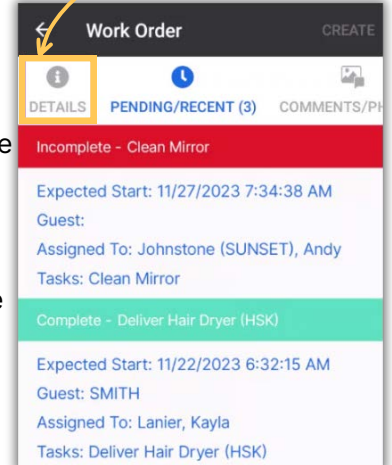 Work Order CREATE
DETAILS PENDING/RECENT (3) COMMENTS/PH
e Incomplete - Clean Mirror
Expected Start: 11/27/2023 7:34:38 AM
Guest:
Assigned To: Johnstone (SUNSET), Andy
Tasks: Clean Mirror
e
Complete - Deliver Hair Dryer (HSK)
Expected Start: 11/22/2023 6:32:15 AM
Guest: SMITH
Assigned To: Lanier, Kayla
Tasks: Deliver Hair Dryer (HSK)